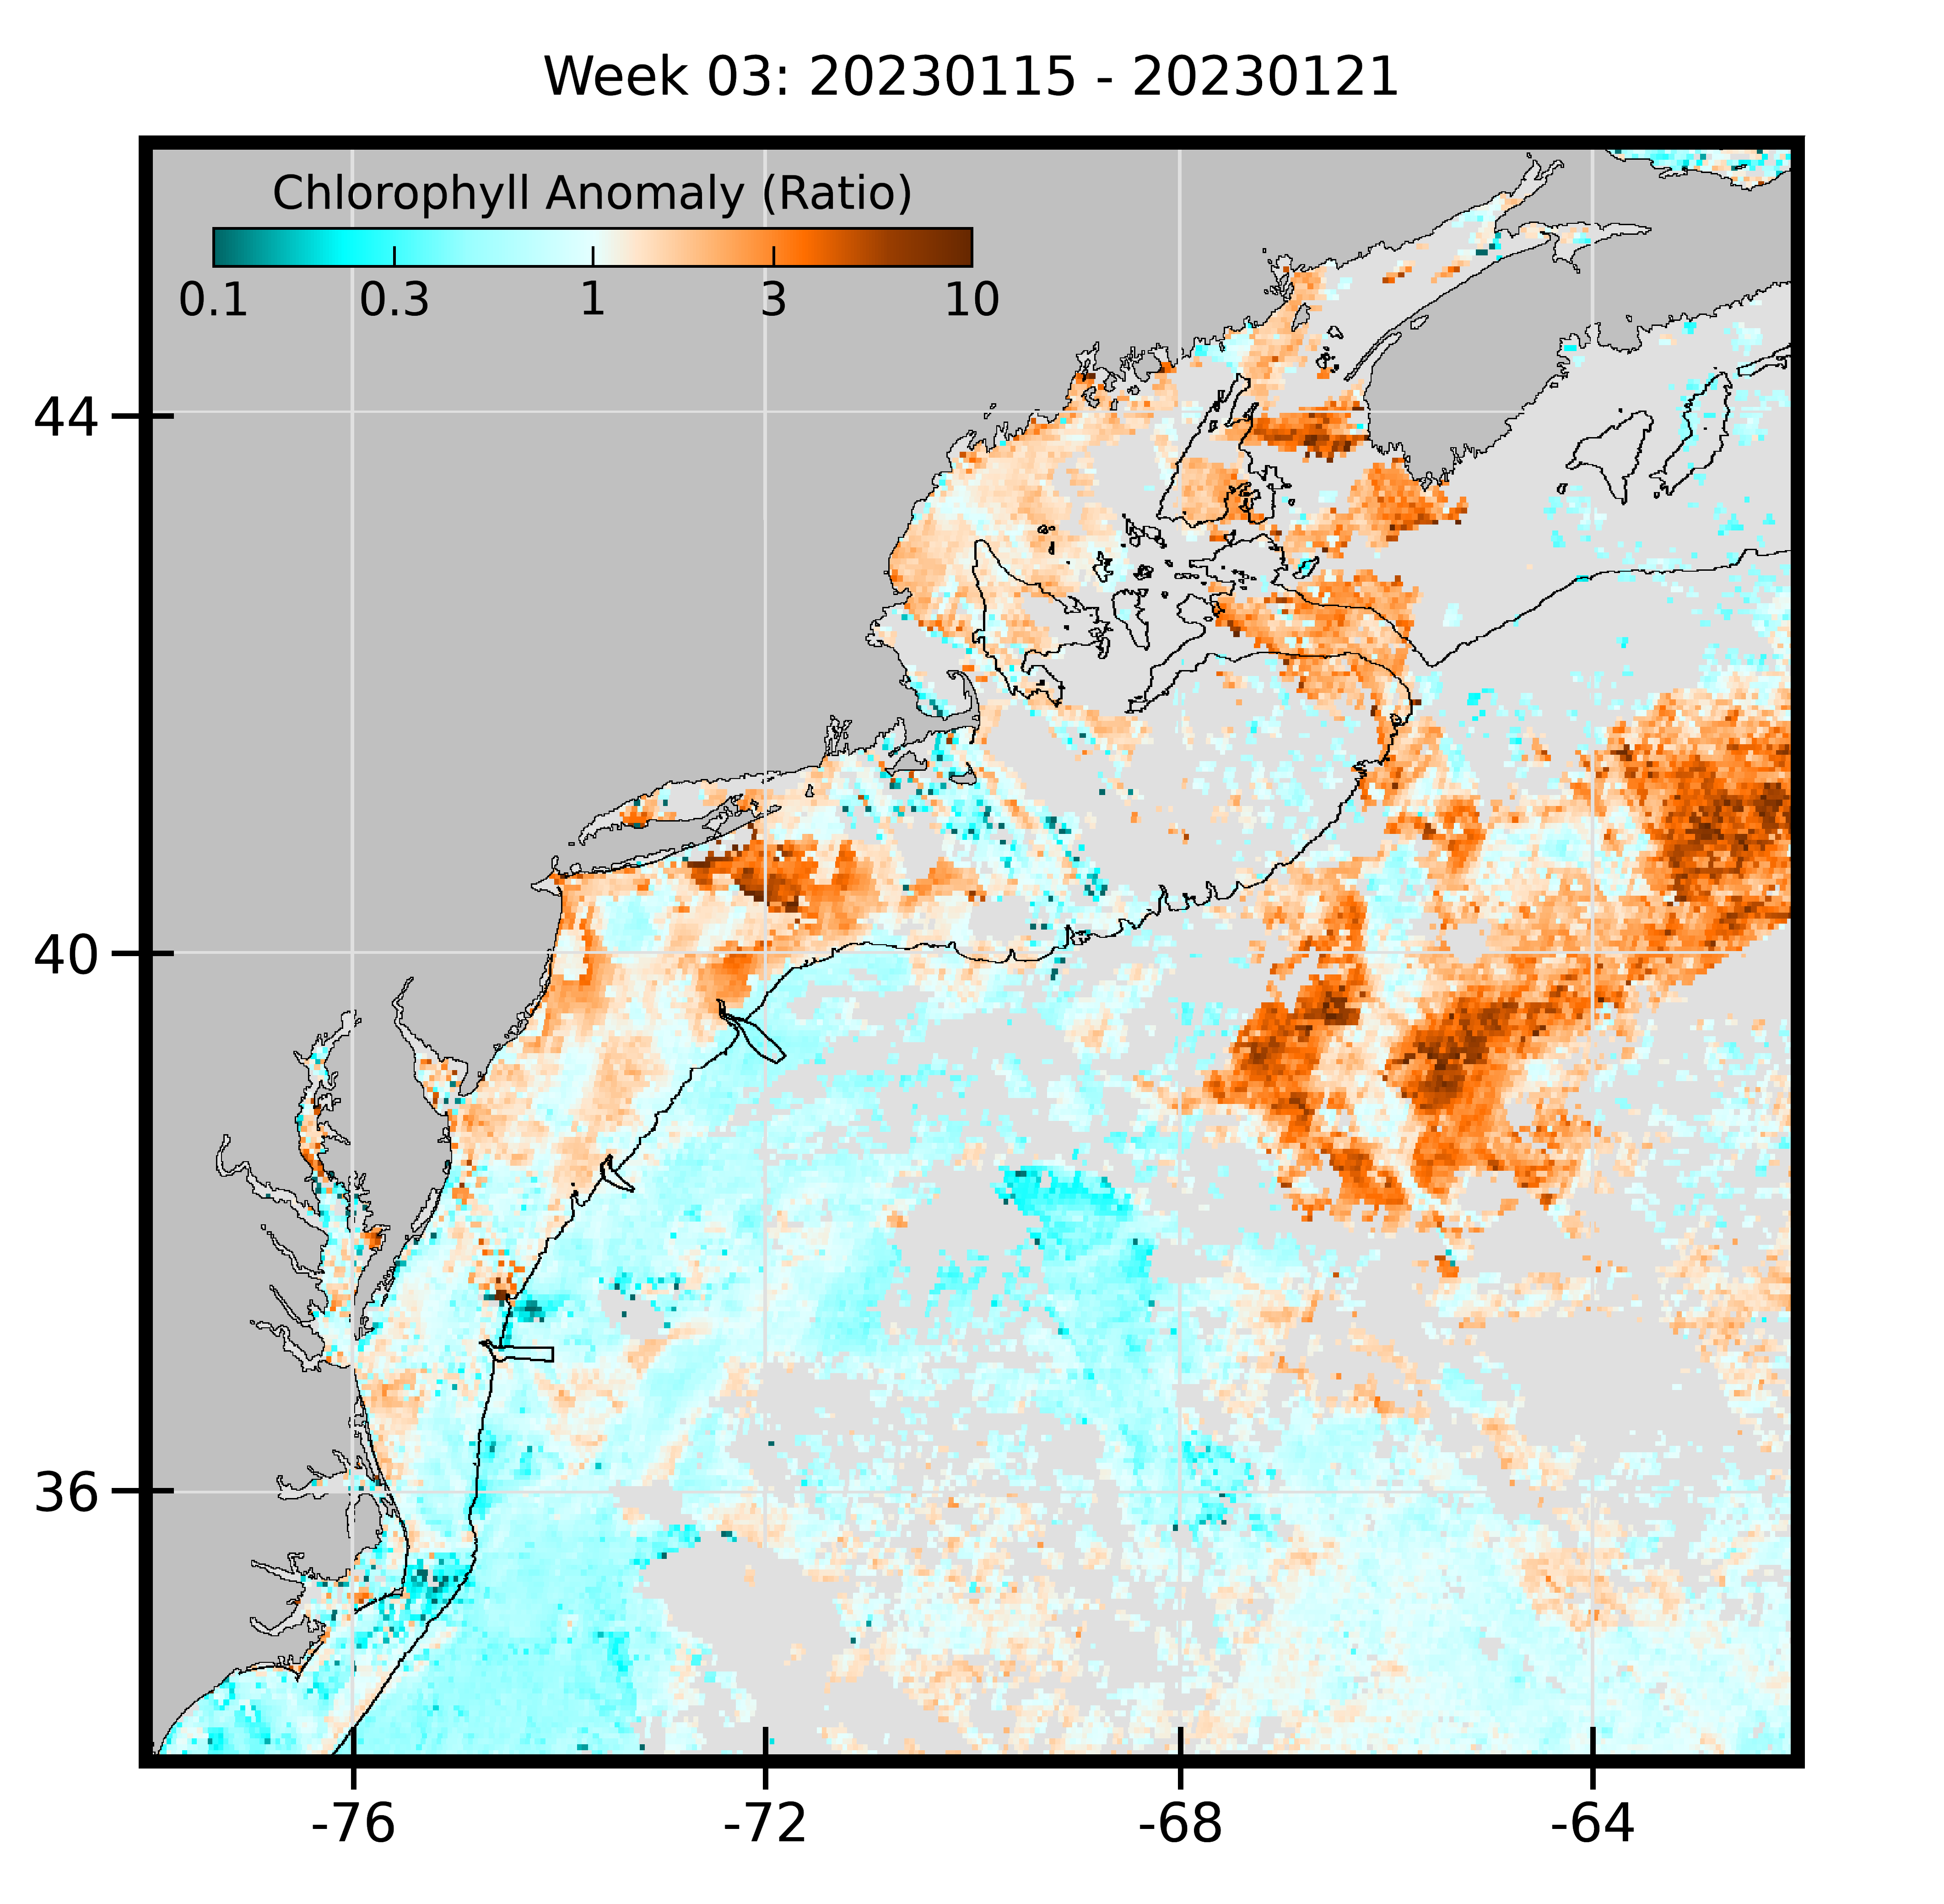 Week 03: 20230115 - 20230121
Chlorophyll Anomaly (Ratio)
0.1 0.3 1 3 10
44
40
36
-76 -72 -68 -64